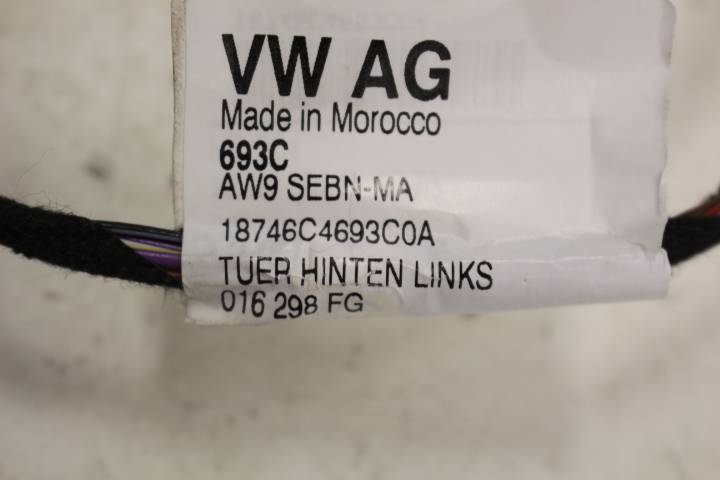 VW AG
Made in Morocco
693C
AW9 SEBN-MA
18746C4693C0A
TUER HINTEN LINKS
016 298 FG